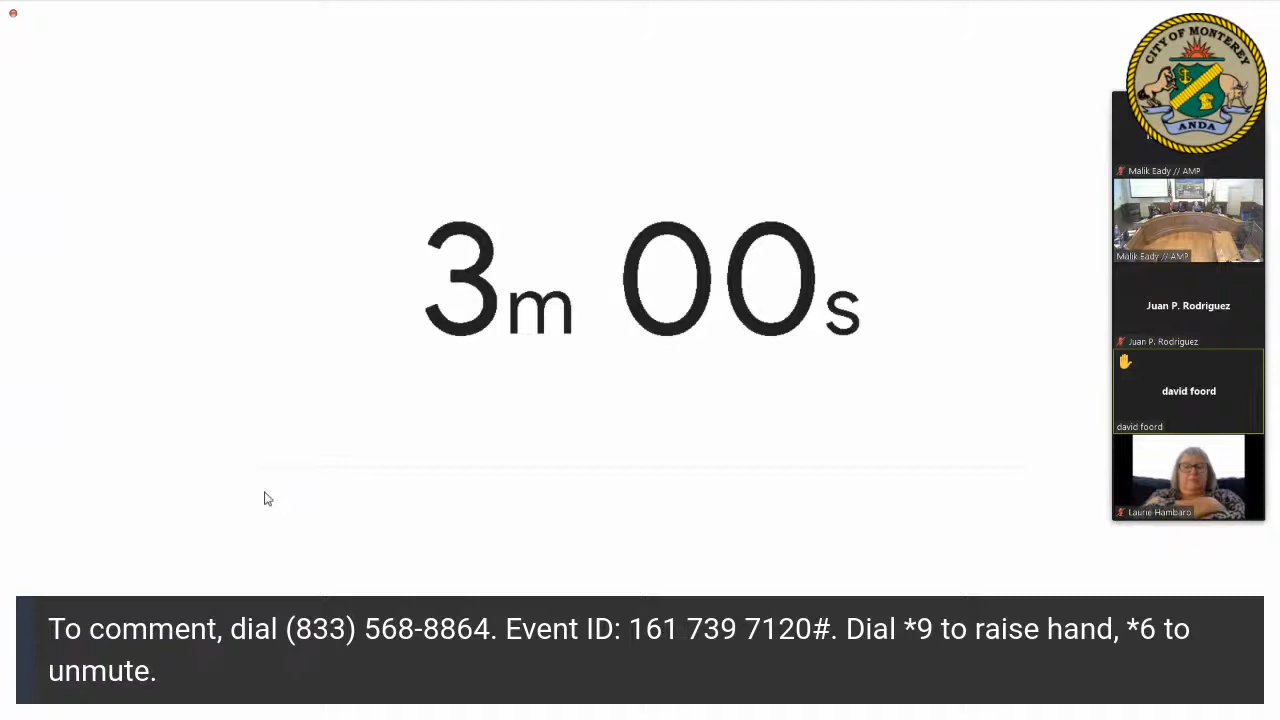 CITY OF MONTEREY
ANDA
Malik Eady // AMP
3m 00s
Malik Eady // AMP
Juan P. Rodriguez
Juan P. Rodriguez
david foord
david foord
Laurie Hambaro
To comment, dial (833) 568-8864. Event ID: 161 739 7120#. Dial *9 to raise hand, *6 to
unmute.